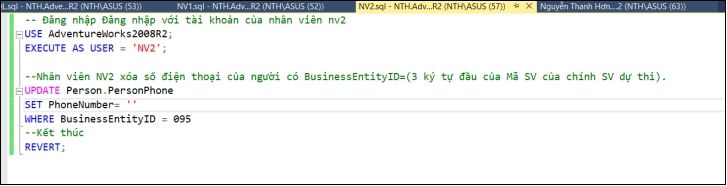 i.sql - NTH.Adve...R2 (NTH\ASUS (53)) NV1.sql - NTH.Adv...R2 (NTH\ASUS (52)) NV2.sql - NTH.Adv...R2 (NTH\ASUS (57)) Nguyễn Thanh Hơn....2 (NTH\ASUS (63))
-- Đăng nhập Đăng nhập với tài khoản của nhân viên nv2
USE AdventureWorks2008R2;
EXECUTE AS USER = 'NV2';
--Nhân viên NV2 xóa số điện thoại của người có BusinessEntityID=(3 ký tự đầu của Mã SV của chính SV dự thi).
UPDATE Person.PersonPhone
SET PhoneNumber= ''
WHERE BusinessEntityID = 095
--Kết thúc
REVERT;